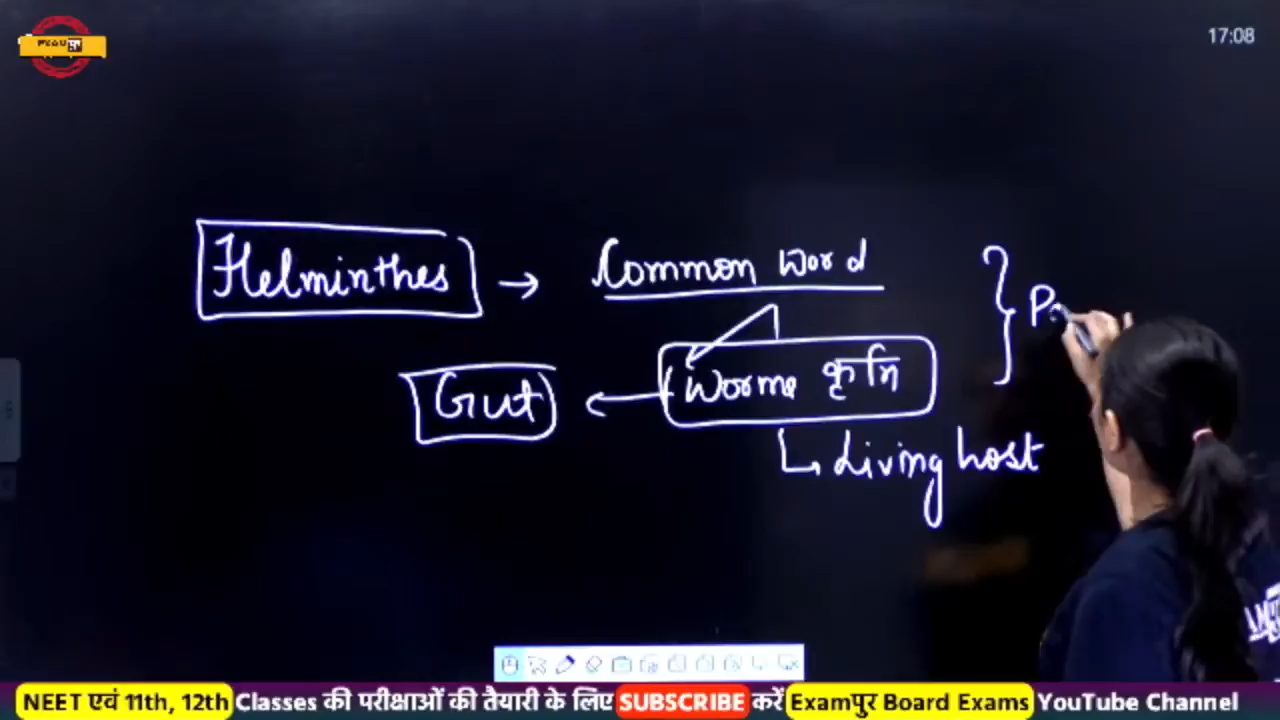 17:08
Helminthes → Common word
} Pa
Gut ← Worms कृमि
↳ Living host
NEET एवं 11th, 12th Classes की परीक्षाओं की तैयारी के लिए SUBSCRIBE करें Examपुर Board Exams YouTube Channel